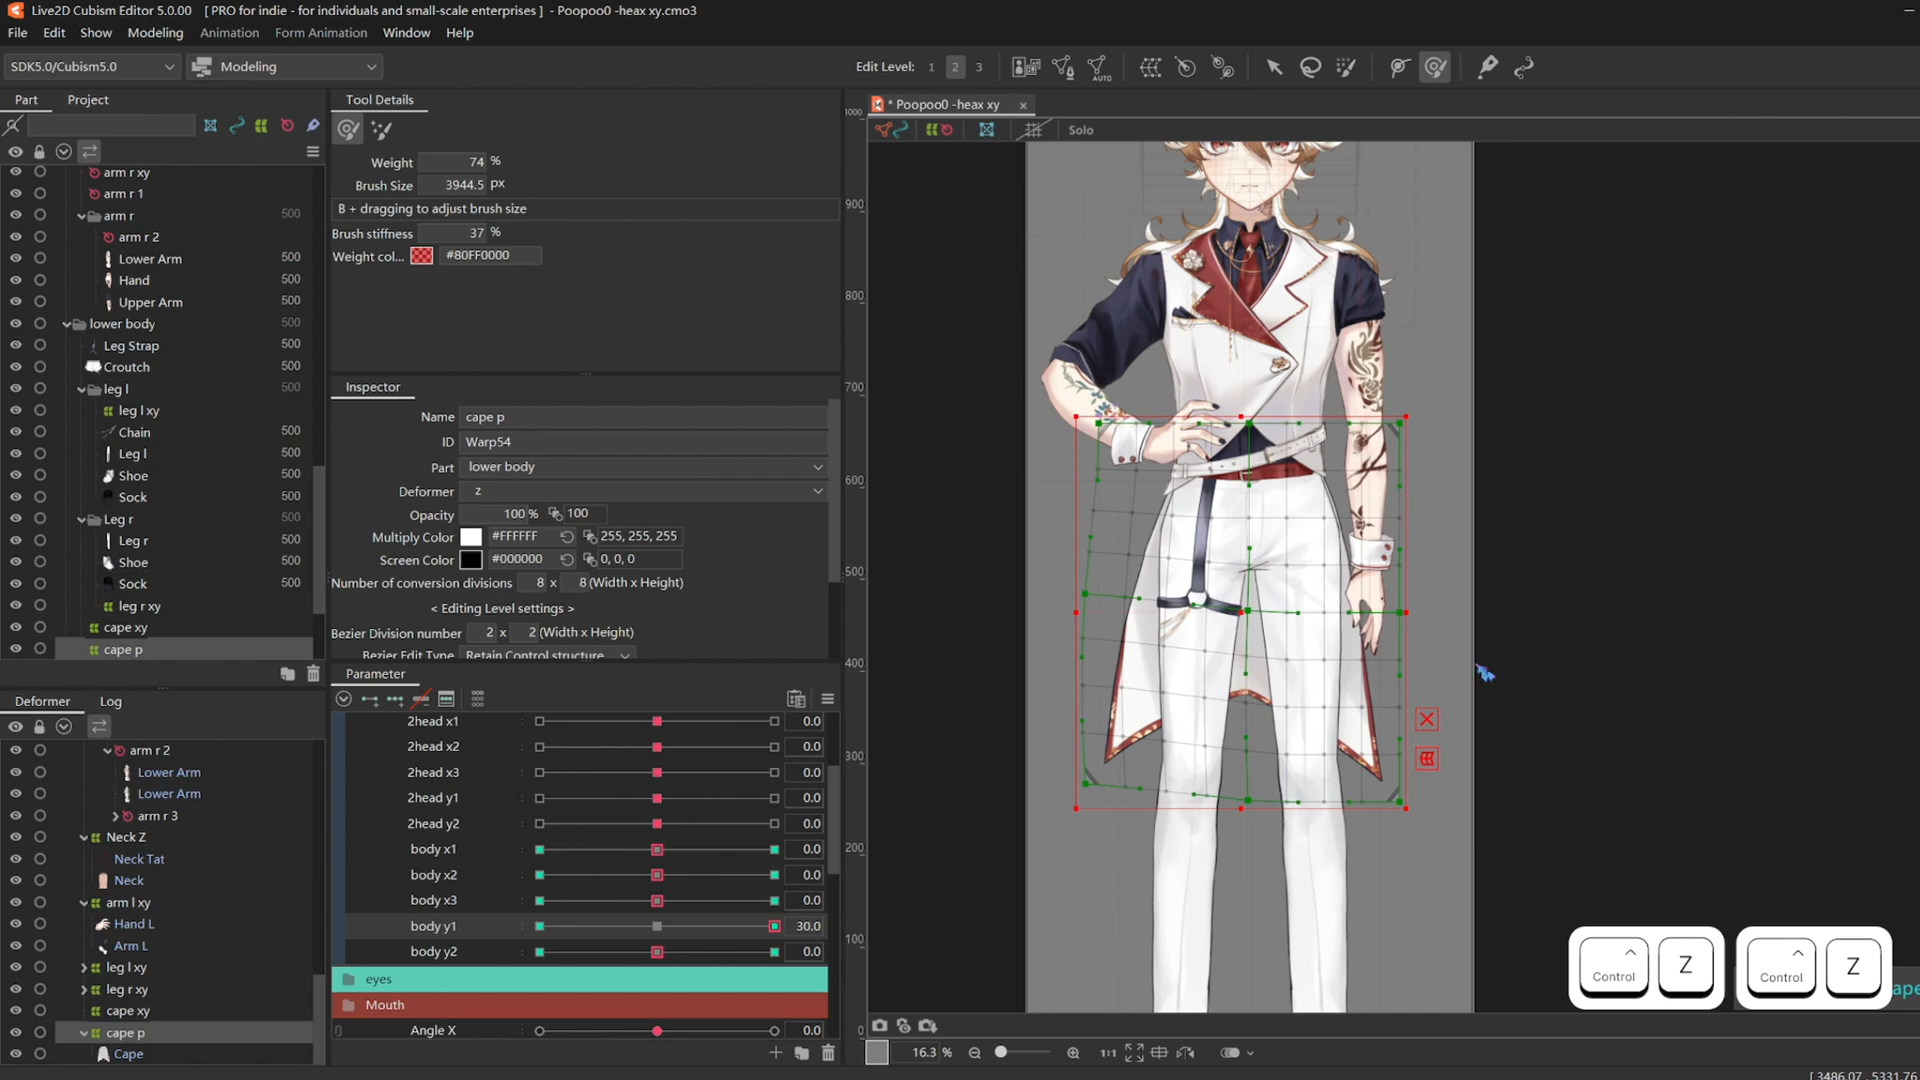 Live2D Cubism Editor 5.0.00 [ PRO for indie - for individuals and small-scale enterprises ] - Poopoo0 -heax xy.cmo3
File Edit Show Modeling Animation Form Animation Window Help
SDK5.0/Cubism5.0 Modeling Edit Level: 1 2 3 AUTO
Part Project
arm r xy
arm r 1
arm r 500
arm r 2
Lower Arm 500
Hand 500
Upper Arm 500
lower body 500
Leg Strap 500
Croutch 500
leg l 500
leg l xy
Chain 500
Leg l 500
Shoe 500
Sock 500
Leg r 500
Leg r 500
Shoe 500
Sock 500
leg r xy
cape xy
cape p
Deformer Log
arm r 2
Lower Arm
Lower Arm
arm r 3
Neck Z
Neck Tat
Neck
arm l xy
Hand L
Arm L
leg l xy
leg r xy
cape xy
cape p
Cape
Tool Details
Weight 74 %
Brush Size 3944.5 px
B + dragging to adjust brush size
Brush stiffness 37 %
Weight col... #80FF0000
Inspector
Name cape p
ID Warp54
Part lower body
Deformer z
Opacity 100 % 100
Multiply Color #FFFFFF 255, 255, 255
Screen Color #000000 0, 0, 0
Number of conversion divisions 8 x 8 (Width x Height)
< Editing Level settings >
Bezier Division number 2 x 2 (Width x Height)
Bezier Edit Type Retain Control structure
Parameter
2head x1 0.0
2head x2 0.0
2head x3 0.0
2head y1 0.0
2head y2 0.0
body x1 0.0
body x2 0.0
body x3 0.0
body y1 30.0
body y2 0.0
eyes
Mouth
Angle X 0.0
* Poopoo0 -heax xy
Solo
900
800
700
600
500
400
300
200
100
0
16.3 % 1:1
Control Z Control Z
[ 3486.07 , 5331.76